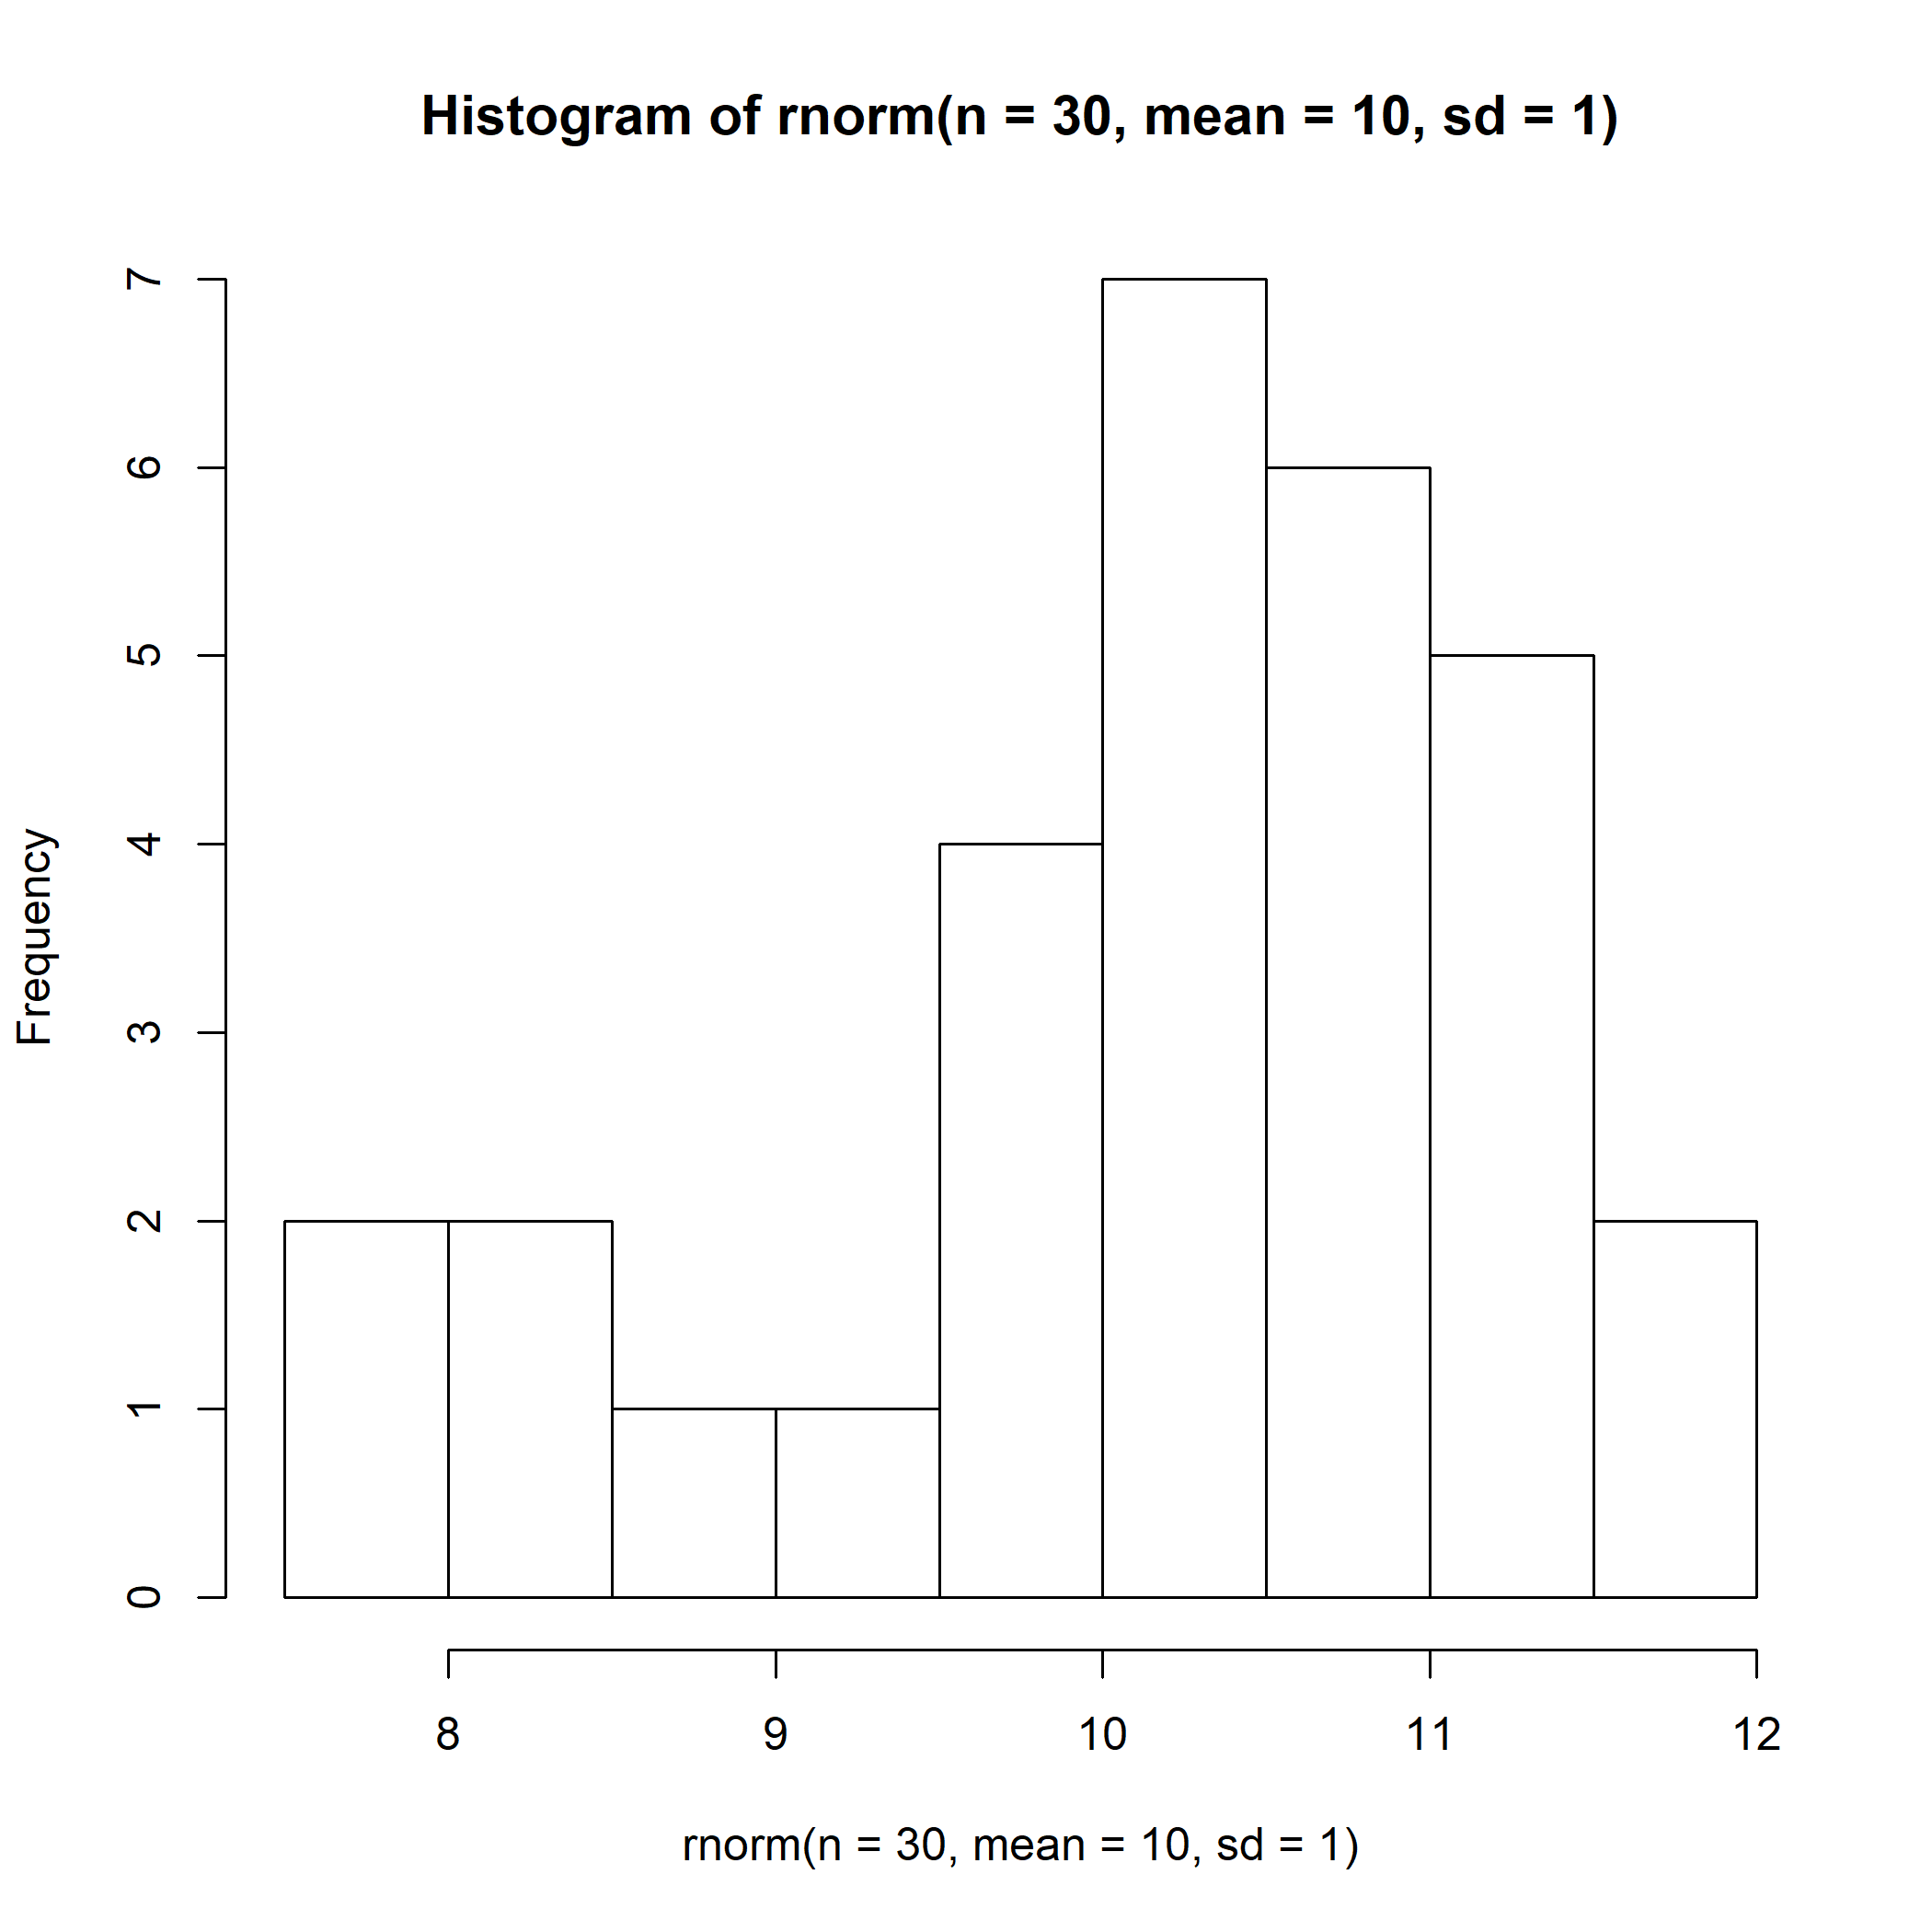 Histogram of rnorm(n = 30, mean = 10, sd = 1)
7
6
5
4
3
2
1
0
Frequency
8 9 10 11 12
rnorm(n = 30, mean = 10, sd = 1)